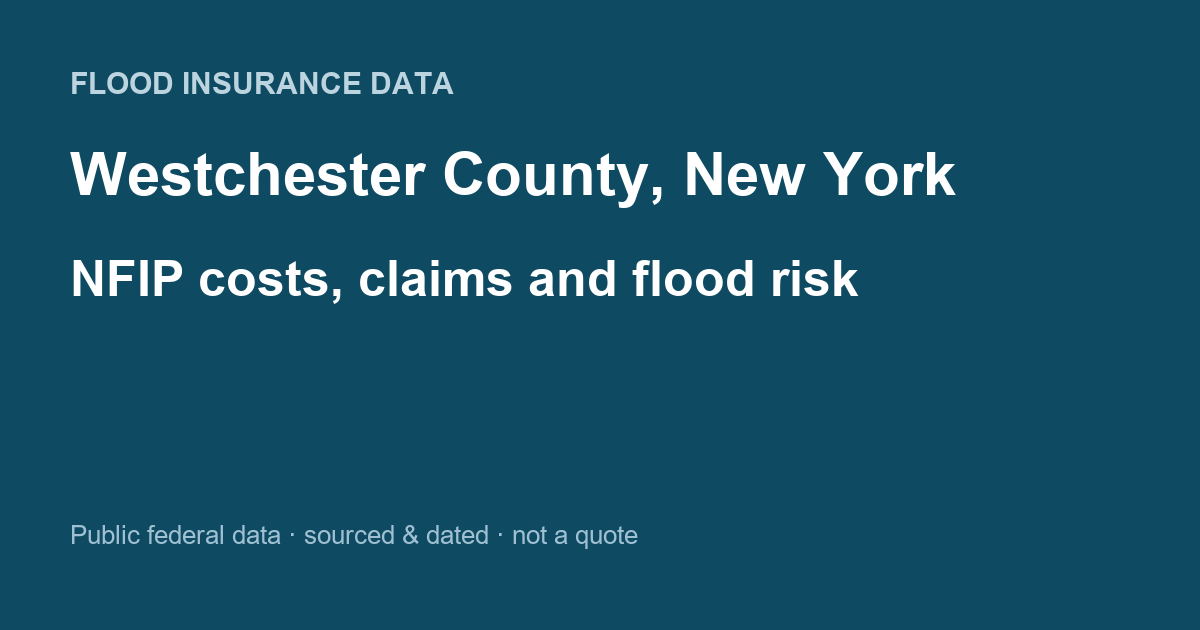 FLOOD INSURANCE DATA
Westchester County, New York
NFIP costs, claims and flood risk
Public federal data · sourced & dated · not a quote